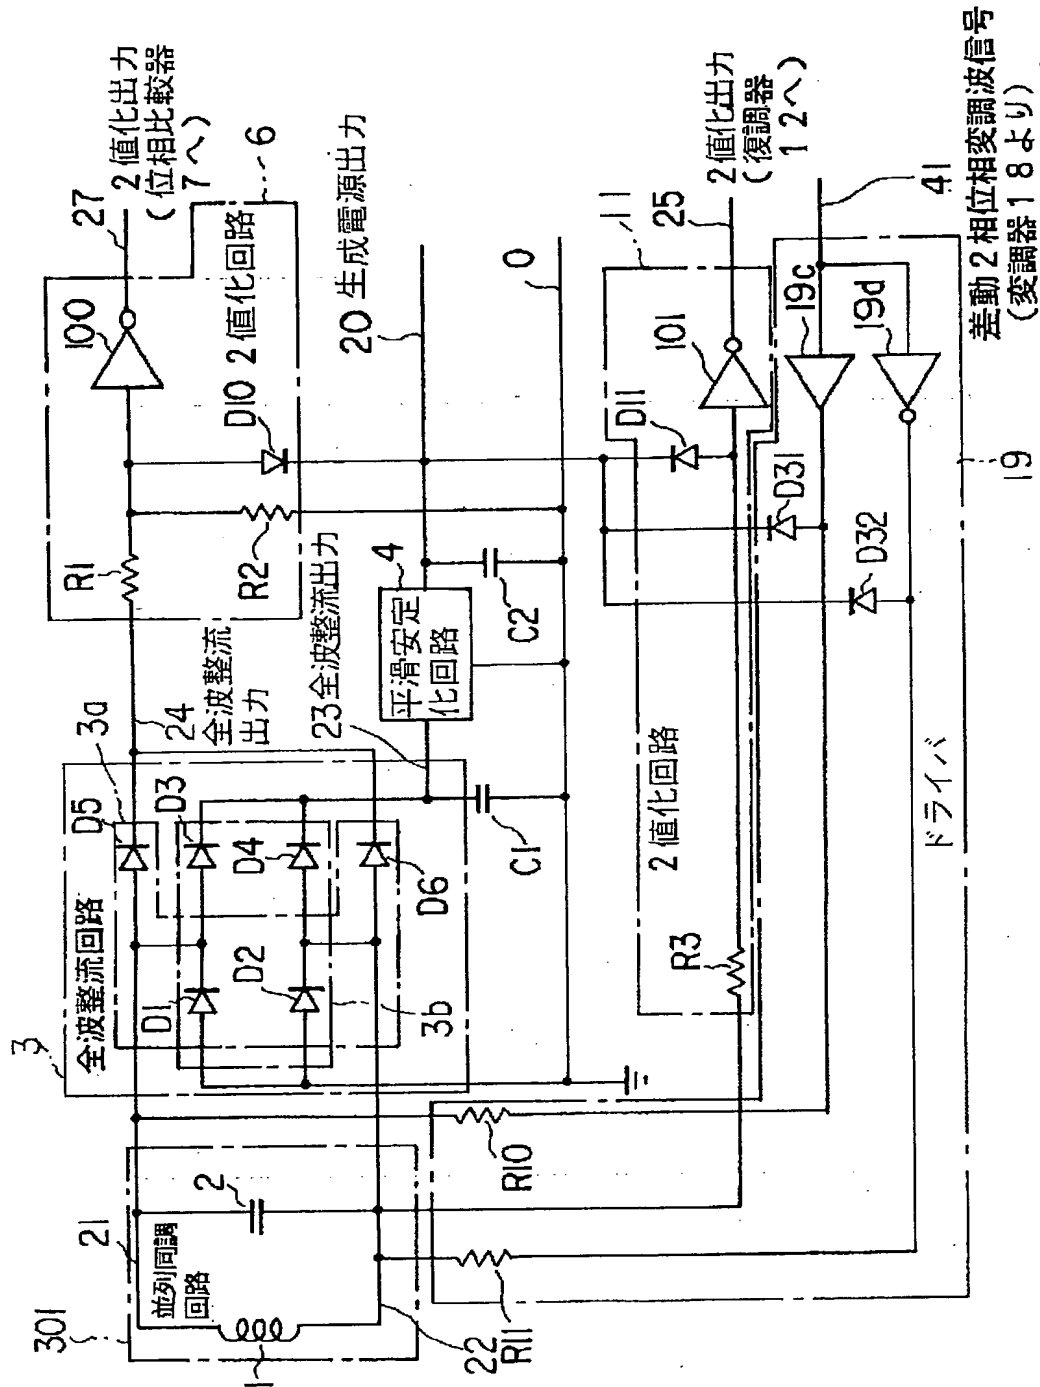 301
21
並列同調
回路
2
1
22
R11
R10
3
全波整流回路
3a
D5
D3
D1
D4
D2
D6
3b
C1
24
全波整流
出力
23 全波整流出力
4
平滑安定
化回路
C2
R1
R2
100
D10
2値化回路
6
27
2値化出力
(位相比較器
7へ)
20 生成電源出力
0
11
25
2値化出力
(復調器
12へ)
101
D11
2値化回路
R3
D31
D32
19c
19d
41
差動2相位相変調波信号
(変調器18より)
ドライバ
19